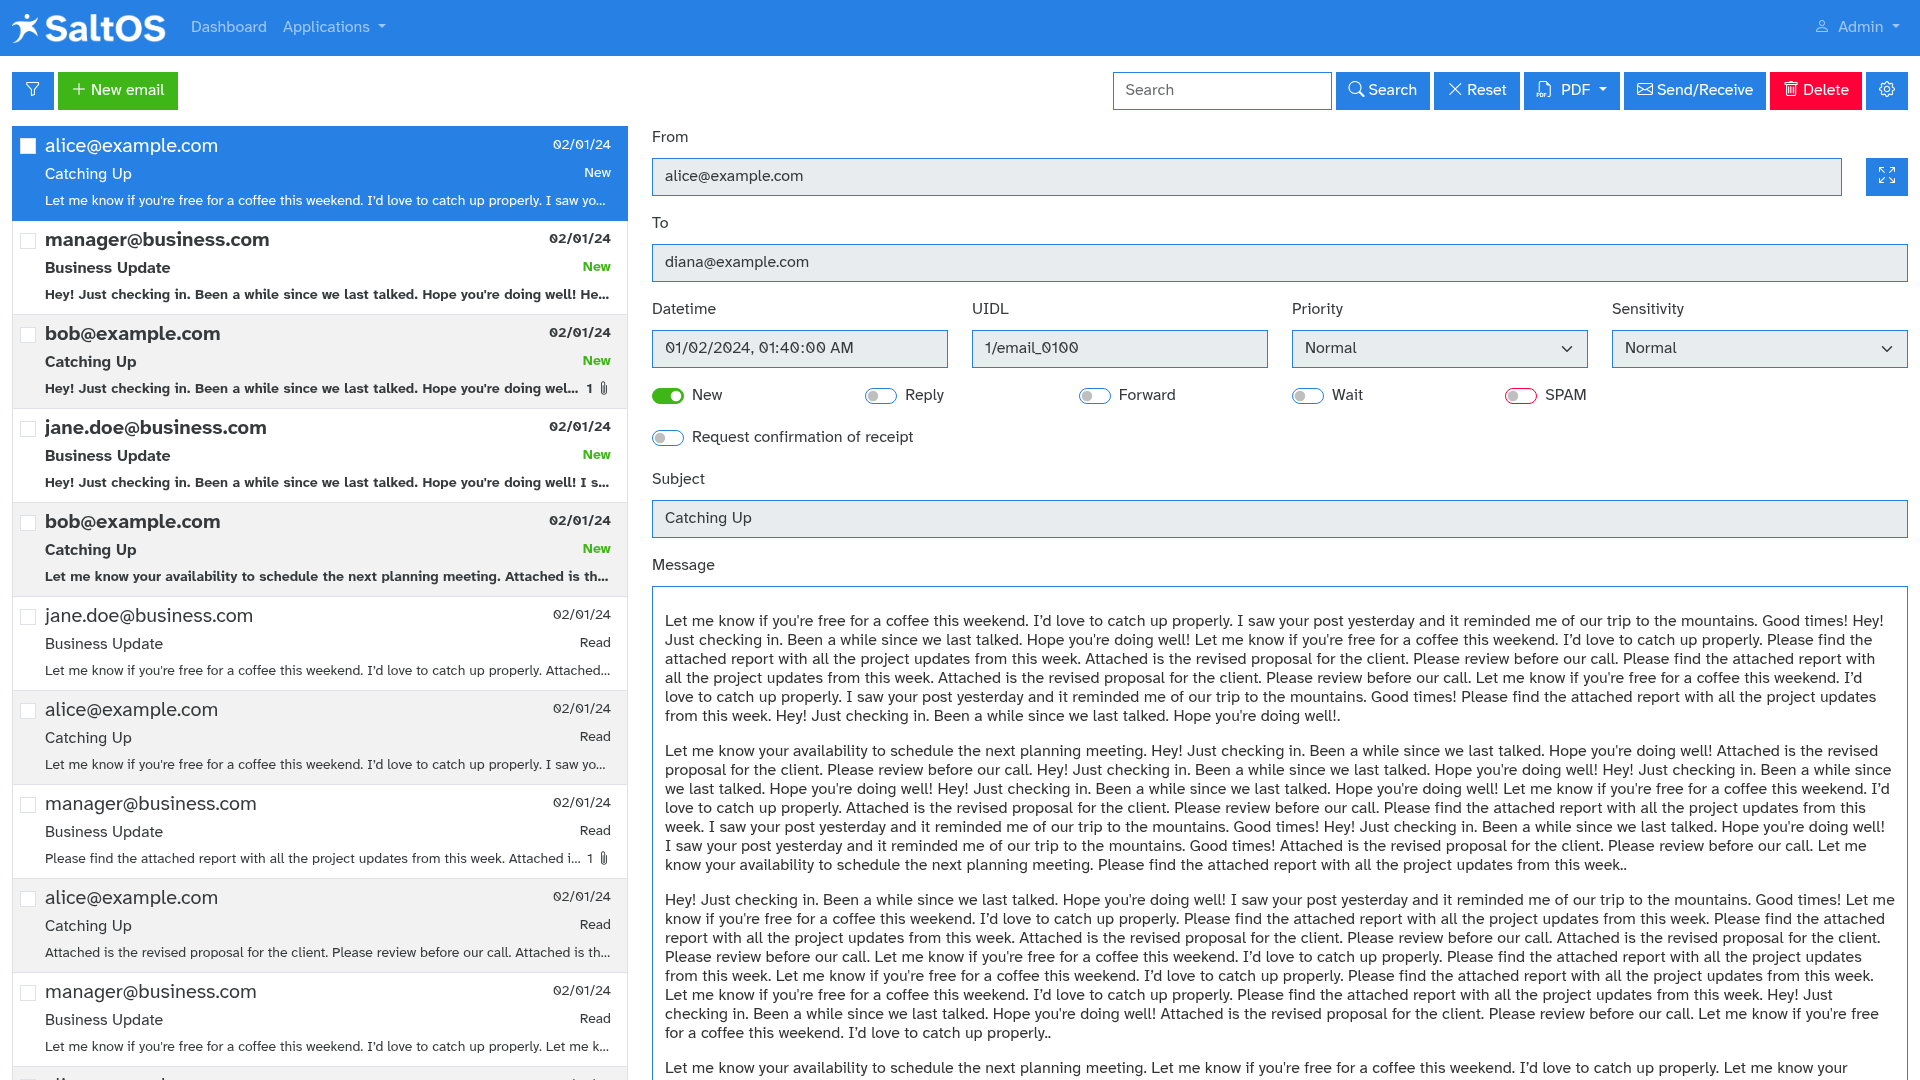 SaltOS
Dashboard
Applications
Admin
New email
Search
Search
Reset
PDF
Send/Receive
Delete
alice@example.com
02/01/24
Catching Up
New
Let me know if you're free for a coffee this weekend. I'd love to catch up properly. I saw yo...
manager@business.com
02/01/24
Business Update
New
Hey! Just checking in. Been a while since we last talked. Hope you're doing well! He...
bob@example.com
02/01/24
Catching Up
New
Hey! Just checking in. Been a while since we last talked. Hope you're doing wel...
1
jane.doe@business.com
02/01/24
Business Update
New
Hey! Just checking in. Been a while since we last talked. Hope you're doing well! I s...
bob@example.com
02/01/24
Catching Up
New
Let me know your availability to schedule the next planning meeting. Attached is th...
jane.doe@business.com
02/01/24
Business Update
Read
Let me know if you're free for a coffee this weekend. I'd love to catch up properly. Attached...
alice@example.com
02/01/24
Catching Up
Read
Let me know if you're free for a coffee this weekend. I'd love to catch up properly. I saw yo...
manager@business.com
02/01/24
Business Update
Read
Please find the attached report with all the project updates from this week. Attached i...
1
alice@example.com
02/01/24
Catching Up
Read
Attached is the revised proposal for the client. Please review before our call. Attached is th...
manager@business.com
02/01/24
Business Update
Read
Let me know if you're free for a coffee this weekend. I'd love to catch up properly. Let me k...
From
alice@example.com
To
diana@example.com
Datetime
UIDL
Priority
Sensitivity
01/02/2024, 01:40:00 AM
1/email_0100
Normal
Normal
New
Reply
Forward
Wait
SPAM
Request confirmation of receipt
Subject
Catching Up
Message
Let me know if you're free for a coffee this weekend. I'd love to catch up properly. I saw your post yesterday and it reminded me of our trip to the mountains. Good times! Hey!
Just checking in. Been a while since we last talked. Hope you're doing well! Let me know if you're free for a coffee this weekend. I'd love to catch up properly. Please find the
attached report with all the project updates from this week. Attached is the revised proposal for the client. Please review before our call. Please find the attached report with
all the project updates from this week. Attached is the revised proposal for the client. Please review before our call. Let me know if you're free for a coffee this weekend. I'd
love to catch up properly. I saw your post yesterday and it reminded me of our trip to the mountains. Good times! Please find the attached report with all the project updates
from this week. Hey! Just checking in. Been a while since we last talked. Hope you're doing well!.
Let me know your availability to schedule the next planning meeting. Hey! Just checking in. Been a while since we last talked. Hope you're doing well! Attached is the revised
proposal for the client. Please review before our call. Hey! Just checking in. Been a while since we last talked. Hope you're doing well! Hey! Just checking in. Been a while since
we last talked. Hope you're doing well! Hey! Just checking in. Been a while since we last talked. Hope you're doing well! Let me know if you're free for a coffee this weekend. I'd
love to catch up properly. Attached is the revised proposal for the client. Please review before our call. Please find the attached report with all the project updates from this
week. I saw your post yesterday and it reminded me of our trip to the mountains. Good times! Hey! Just checking in. Been a while since we last talked. Hope you're doing well!
I saw your post yesterday and it reminded me of our trip to the mountains. Good times! Attached is the revised proposal for the client. Please review before our call. Let me
know your availability to schedule the next planning meeting. Please find the attached report with all the project updates from this week..
Hey! Just checking in. Been a while since we last talked. Hope you're doing well! I saw your post yesterday and it reminded me of our trip to the mountains. Good times! Let me
know if you're free for a coffee this weekend. I'd love to catch up properly. Please find the attached report with all the project updates from this week. Please find the attached
report with all the project updates from this week. Attached is the revised proposal for the client. Please review before our call. Attached is the revised proposal for the client.
Please review before our call. Let me know if you're free for a coffee this weekend. I'd love to catch up properly. Please find the attached report with all the project updates
from this week. Let me know if you're free for a coffee this weekend. I'd love to catch up properly. Please find the attached report with all the project updates from this week.
Let me know if you're free for a coffee this weekend. I'd love to catch up properly. Please find the attached report with all the project updates from this week. Hey! Just
checking in. Been a while since we last talked. Hope you're doing well! Attached is the revised proposal for the client. Please review before our call. Let me know if you're free
for a coffee this weekend. I'd love to catch up properly..
Let me know your availability to schedule the next planning meeting. Let me know if you're free for a coffee this weekend. I'd love to catch up properly. Let me know your